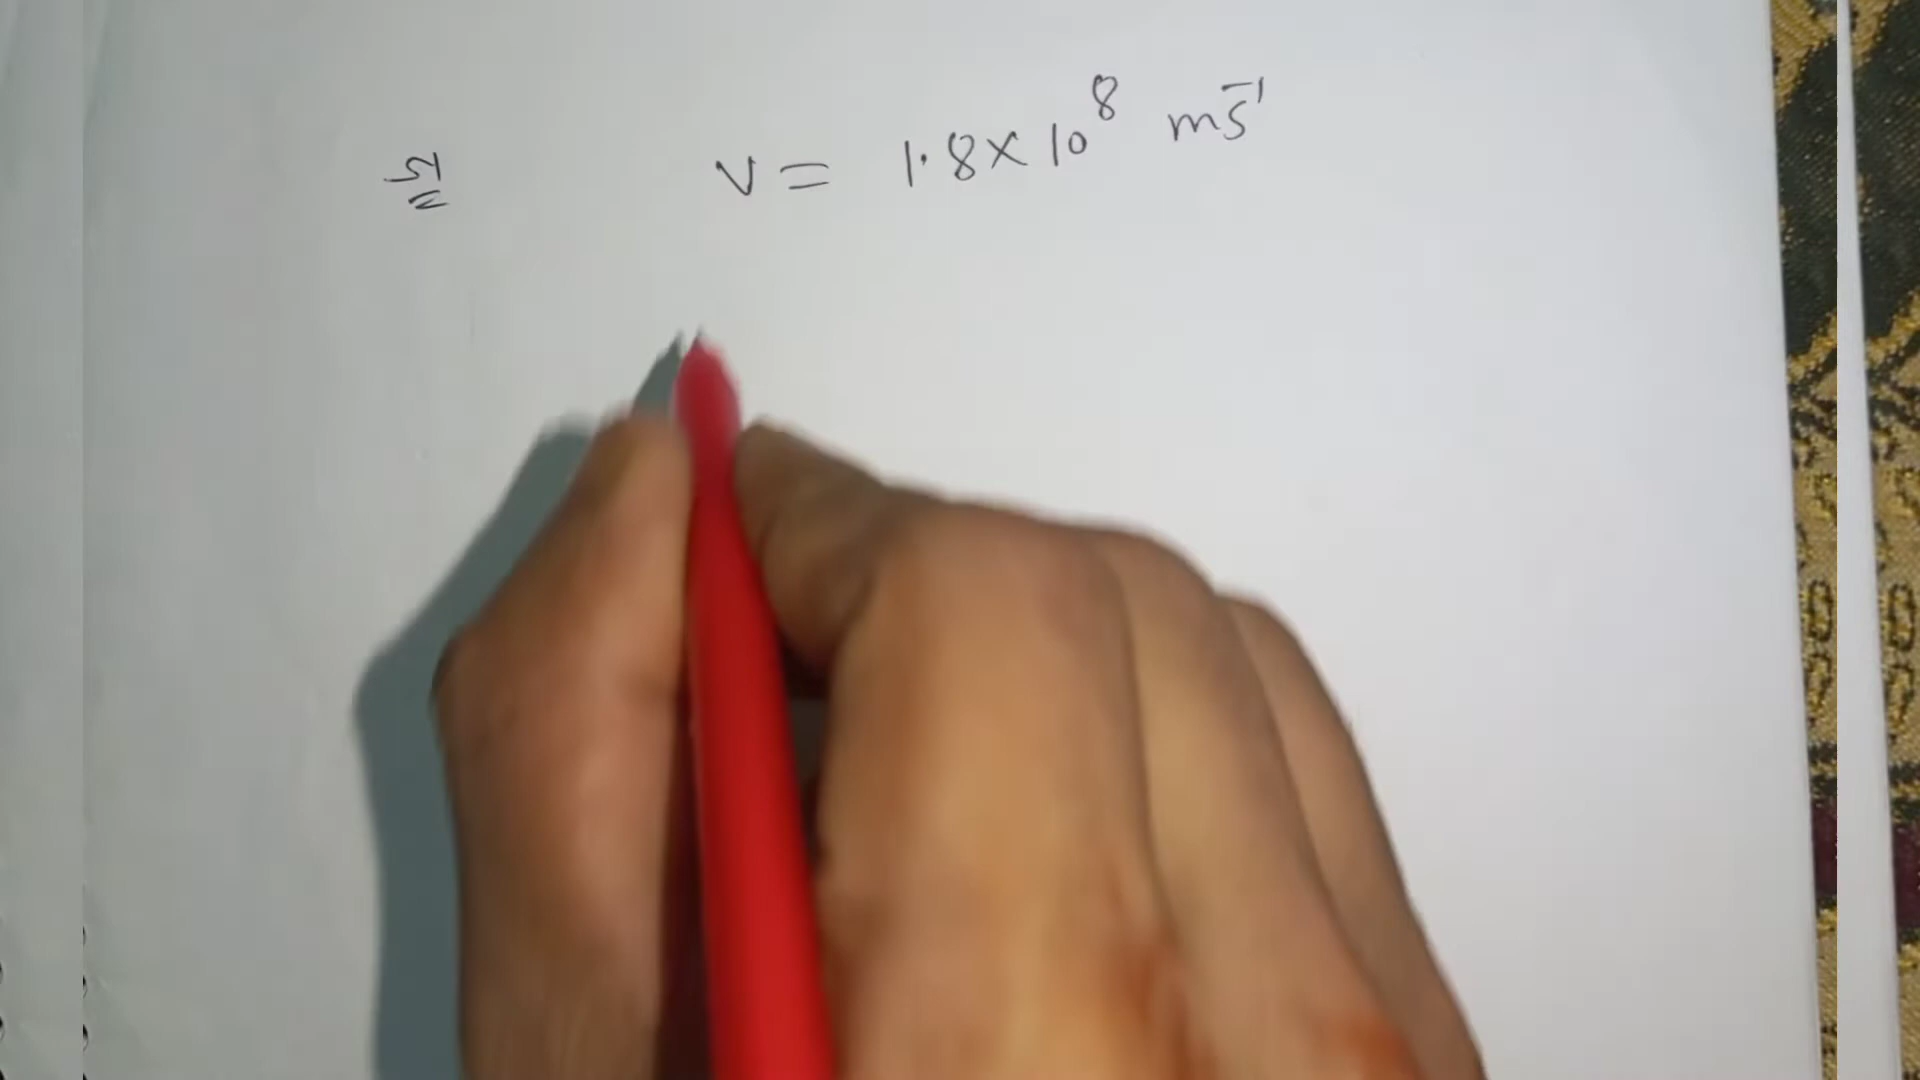 V = 1.8 × 10⁸ ms⁻¹